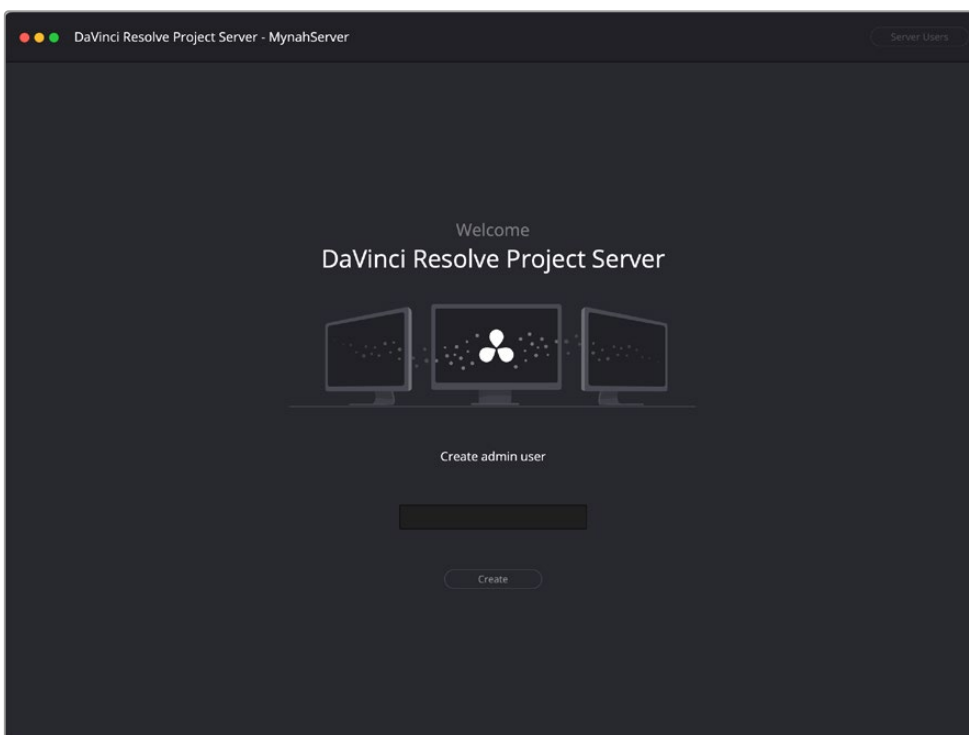 DaVinci Resolve Project Server - MynahServer
Server Users
Welcome
DaVinci Resolve Project Server
Create admin user
Create